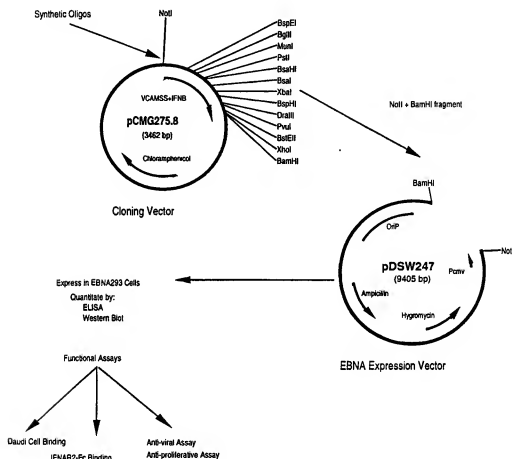 Synthetic Oligos
NotI
BspEI
BglII
MunI
PstI
BsaHI
BsaI
XbaI
BspHI
DraIII
PvuI
BstEII
XhoI
BamHI
VCAMSS+IFNB
pCMG275.8
(3462 bp)
Chloramphenicol
Cloning Vector
NotI + BamHI fragment
BamHI
OriP
Not
pDSW247
(9405 bp)
Pcmv
Ampicillin
Hygromycin
EBNA Expression Vector
Express in EBNA293 Cells
Quantitate by:
ELISA
Western Blot
Functional Assays
Daudi Cell Binding
IFNAR2-Fc Binding
Anti-viral Assay
Anti-proliferative Assay